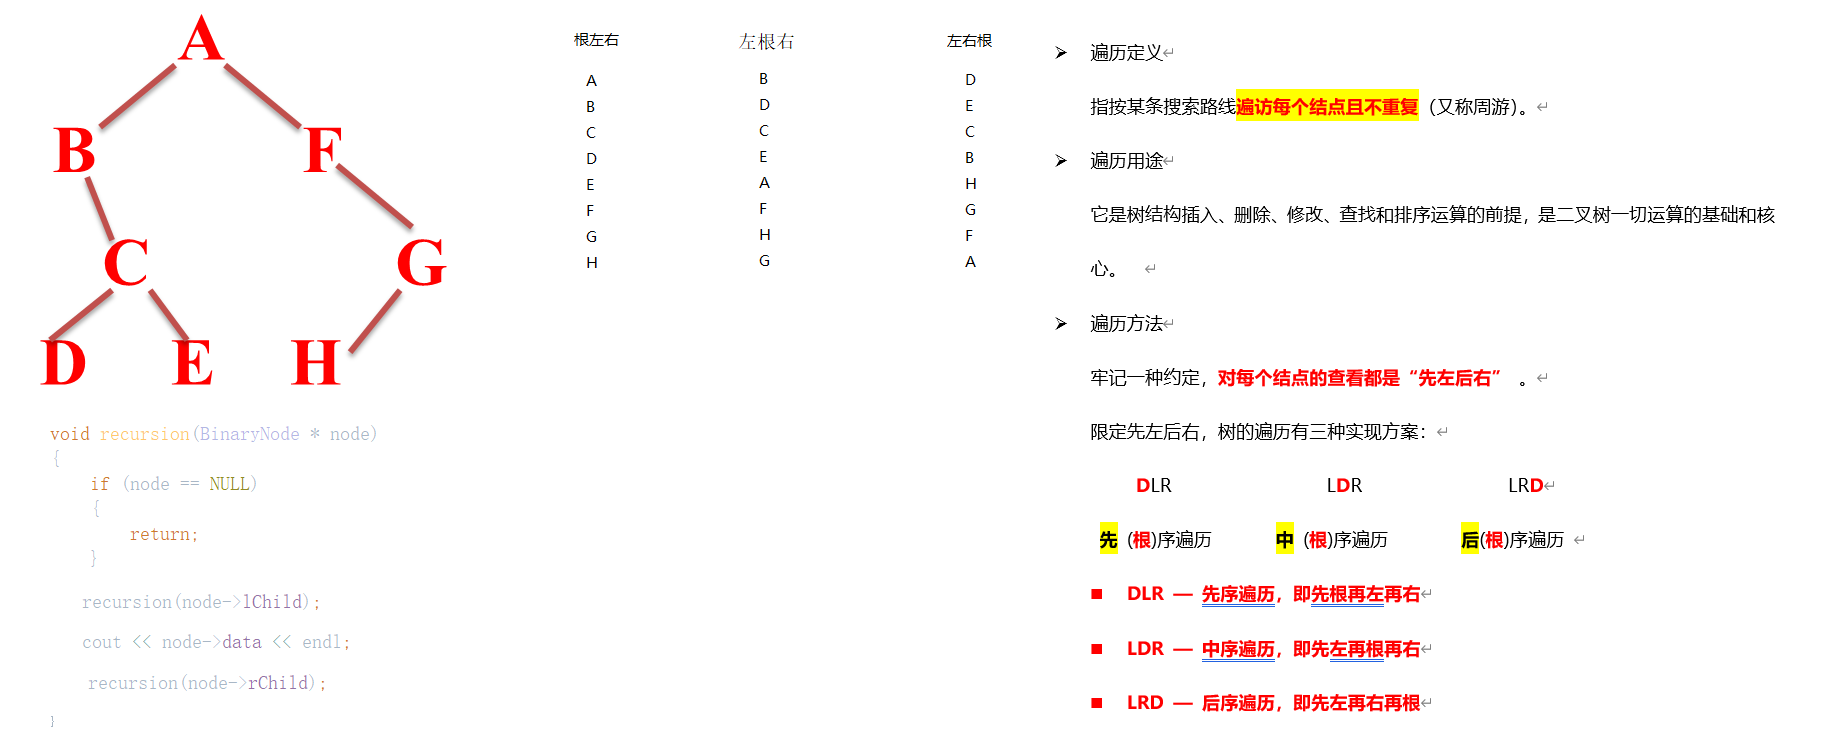 A
B
F
C
G
D
E
H
void recursion(BinaryNode * node)
{
if (node == NULL)
{
return;
}
recursion(node->lChild);
cout << node->data << endl;
recursion(node->rChild);
}
根左右
A
B
C
D
E
F
G
H
左根右
B
D
C
E
A
F
H
G
左右根
D
E
C
B
H
G
F
A
➢ 遍历定义↵
指按某条搜索路线遍访每个结点且不重复（又称周游）。↵
➢ 遍历用途↵
它是树结构插入、删除、修改、查找和排序运算的前提，是二叉树一切运算的基础和核
心。 ↵
➢ 遍历方法↵
牢记一种约定，对每个结点的查看都是“先左后右” 。↵
限定先左后右，树的遍历有三种实现方案：↵
DLR LDR LRD↵
先 (根)序遍历 中 (根)序遍历 后(根)序遍历 ↵
■ DLR — 先序遍历，即先根再左再右↵
■ LDR — 中序遍历，即先左再根再右↵
■ LRD — 后序遍历，即先左再右再根↵